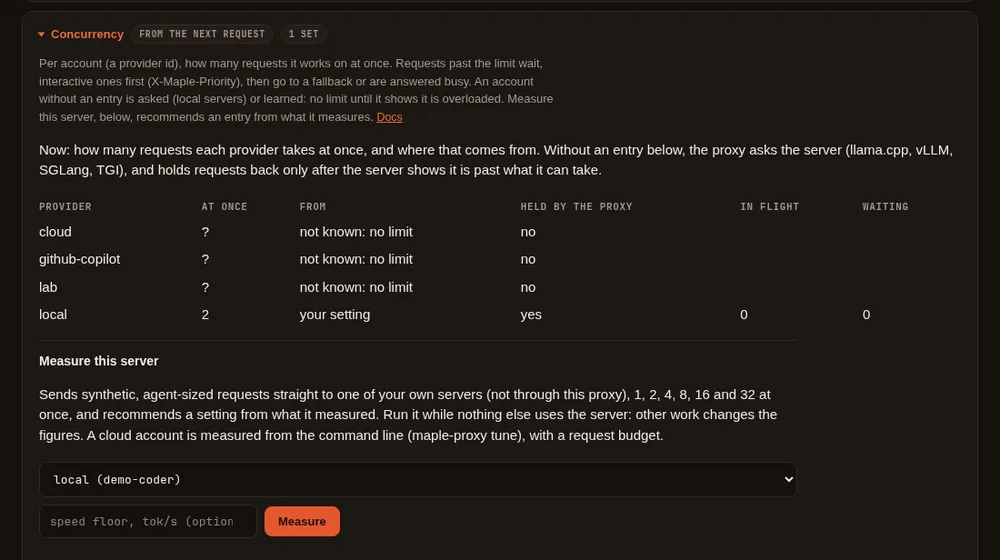 Concurrency FROM THE NEXT REQUEST 1 SET
Per account (a provider id), how many requests it works on at once. Requests past the limit wait,
interactive ones first (X-Maple-Priority), then go to a fallback or are answered busy. An account
without an entry is asked (local servers) or learned: no limit until it shows it is overloaded. Measure
this server, below, recommends an entry from what it measures. Docs
Now: how many requests each provider takes at once, and where that comes from. Without an entry below, the proxy asks the server (llama.cpp, vLLM,
SGLang, TGI), and holds requests back only after the server shows it is past what it can take.
PROVIDER AT ONCE FROM HELD BY THE PROXY IN FLIGHT WAITING
cloud ? not known: no limit no
github-copilot ? not known: no limit no
lab ? not known: no limit no
local 2 your setting yes 0 0
Measure this server
Sends synthetic, agent-sized requests straight to one of your own servers (not through this proxy), 1, 2, 4, 8, 16 and 32 at
once, and recommends a setting from what it measured. Run it while nothing else uses the server: other work changes the
figures. A cloud account is measured from the command line (maple-proxy tune), with a request budget.
local (demo-coder)
speed floor, tok/s (option Measure